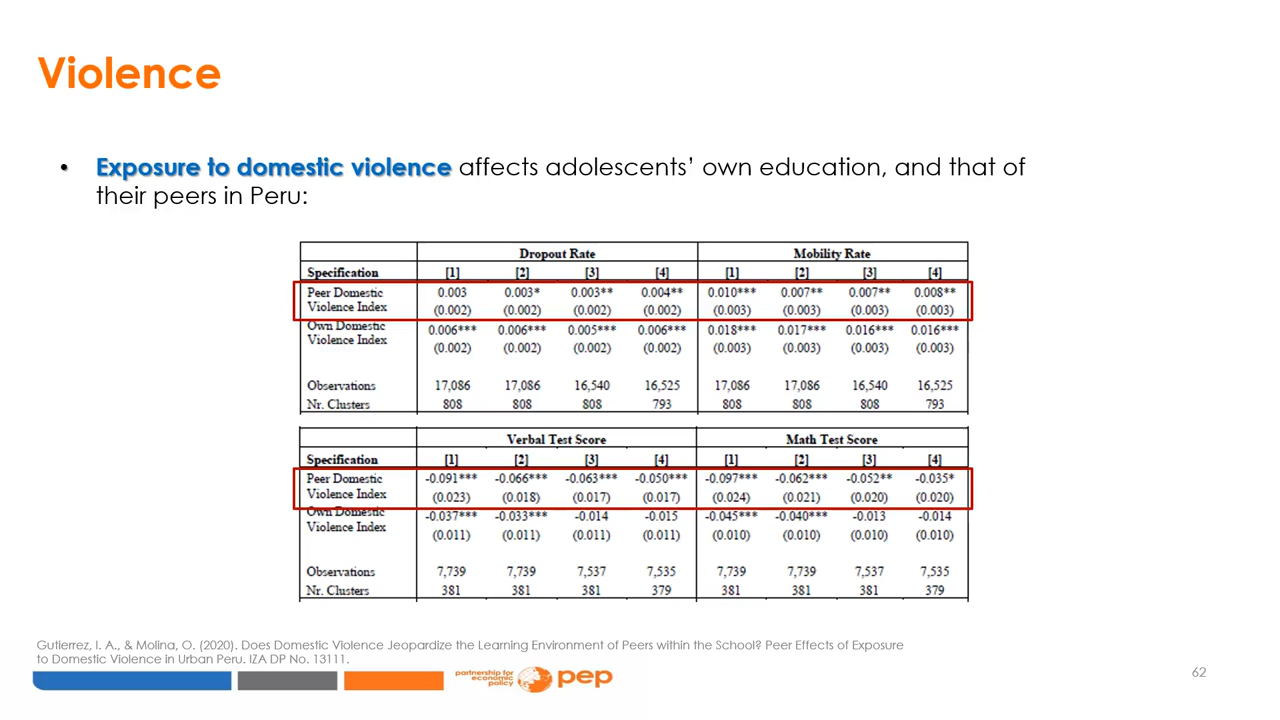 Violence
• Exposure to domestic violence affects adolescents’ own education, and that of
their peers in Peru:
Dropout Rate Mobility Rate
Specification [1] [2] [3] [4] [1] [2] [3] [4]
Peer Domestic 0.003 0.003* 0.003** 0.004** 0.010*** 0.007** 0.007** 0.008**
Violence Index (0.002) (0.002) (0.002) (0.002) (0.003) (0.003) (0.003) (0.003)
Own Domestic 0.006*** 0.006*** 0.005*** 0.006*** 0.018*** 0.017*** 0.016*** 0.016***
Violence Index (0.002) (0.002) (0.002) (0.002) (0.003) (0.003) (0.003) (0.003)
Observations 17,086 17,086 16,540 16,525 17,086 17,086 16,540 16,525
Nr. Clusters 808 808 808 793 808 808 808 793
Verbal Test Score Math Test Score
Specification [1] [2] [3] [4] [1] [2] [3] [4]
Peer Domestic -0.091*** -0.066*** -0.063*** -0.050*** -0.097*** -0.062*** -0.052** -0.035*
Violence Index (0.023) (0.018) (0.017) (0.017) (0.024) (0.021) (0.020) (0.020)
Own Domestic -0.037*** -0.033*** -0.014 -0.015 -0.045*** -0.040*** -0.013 -0.014
Violence Index (0.011) (0.011) (0.011) (0.011) (0.010) (0.010) (0.010) (0.010)
Observations 7,739 7,739 7,537 7,535 7,739 7,739 7,537 7,535
Nr. Clusters 381 381 381 379 381 381 381 379
Gutierrez, I. A., & Molina, O. (2020). Does Domestic Violence Jeopardize the Learning Environment of Peers within the School? Peer Effects of Exposure
to Domestic Violence in Urban Peru. IZA DP No. 13111.
partnership for
economic
policy
pep
62